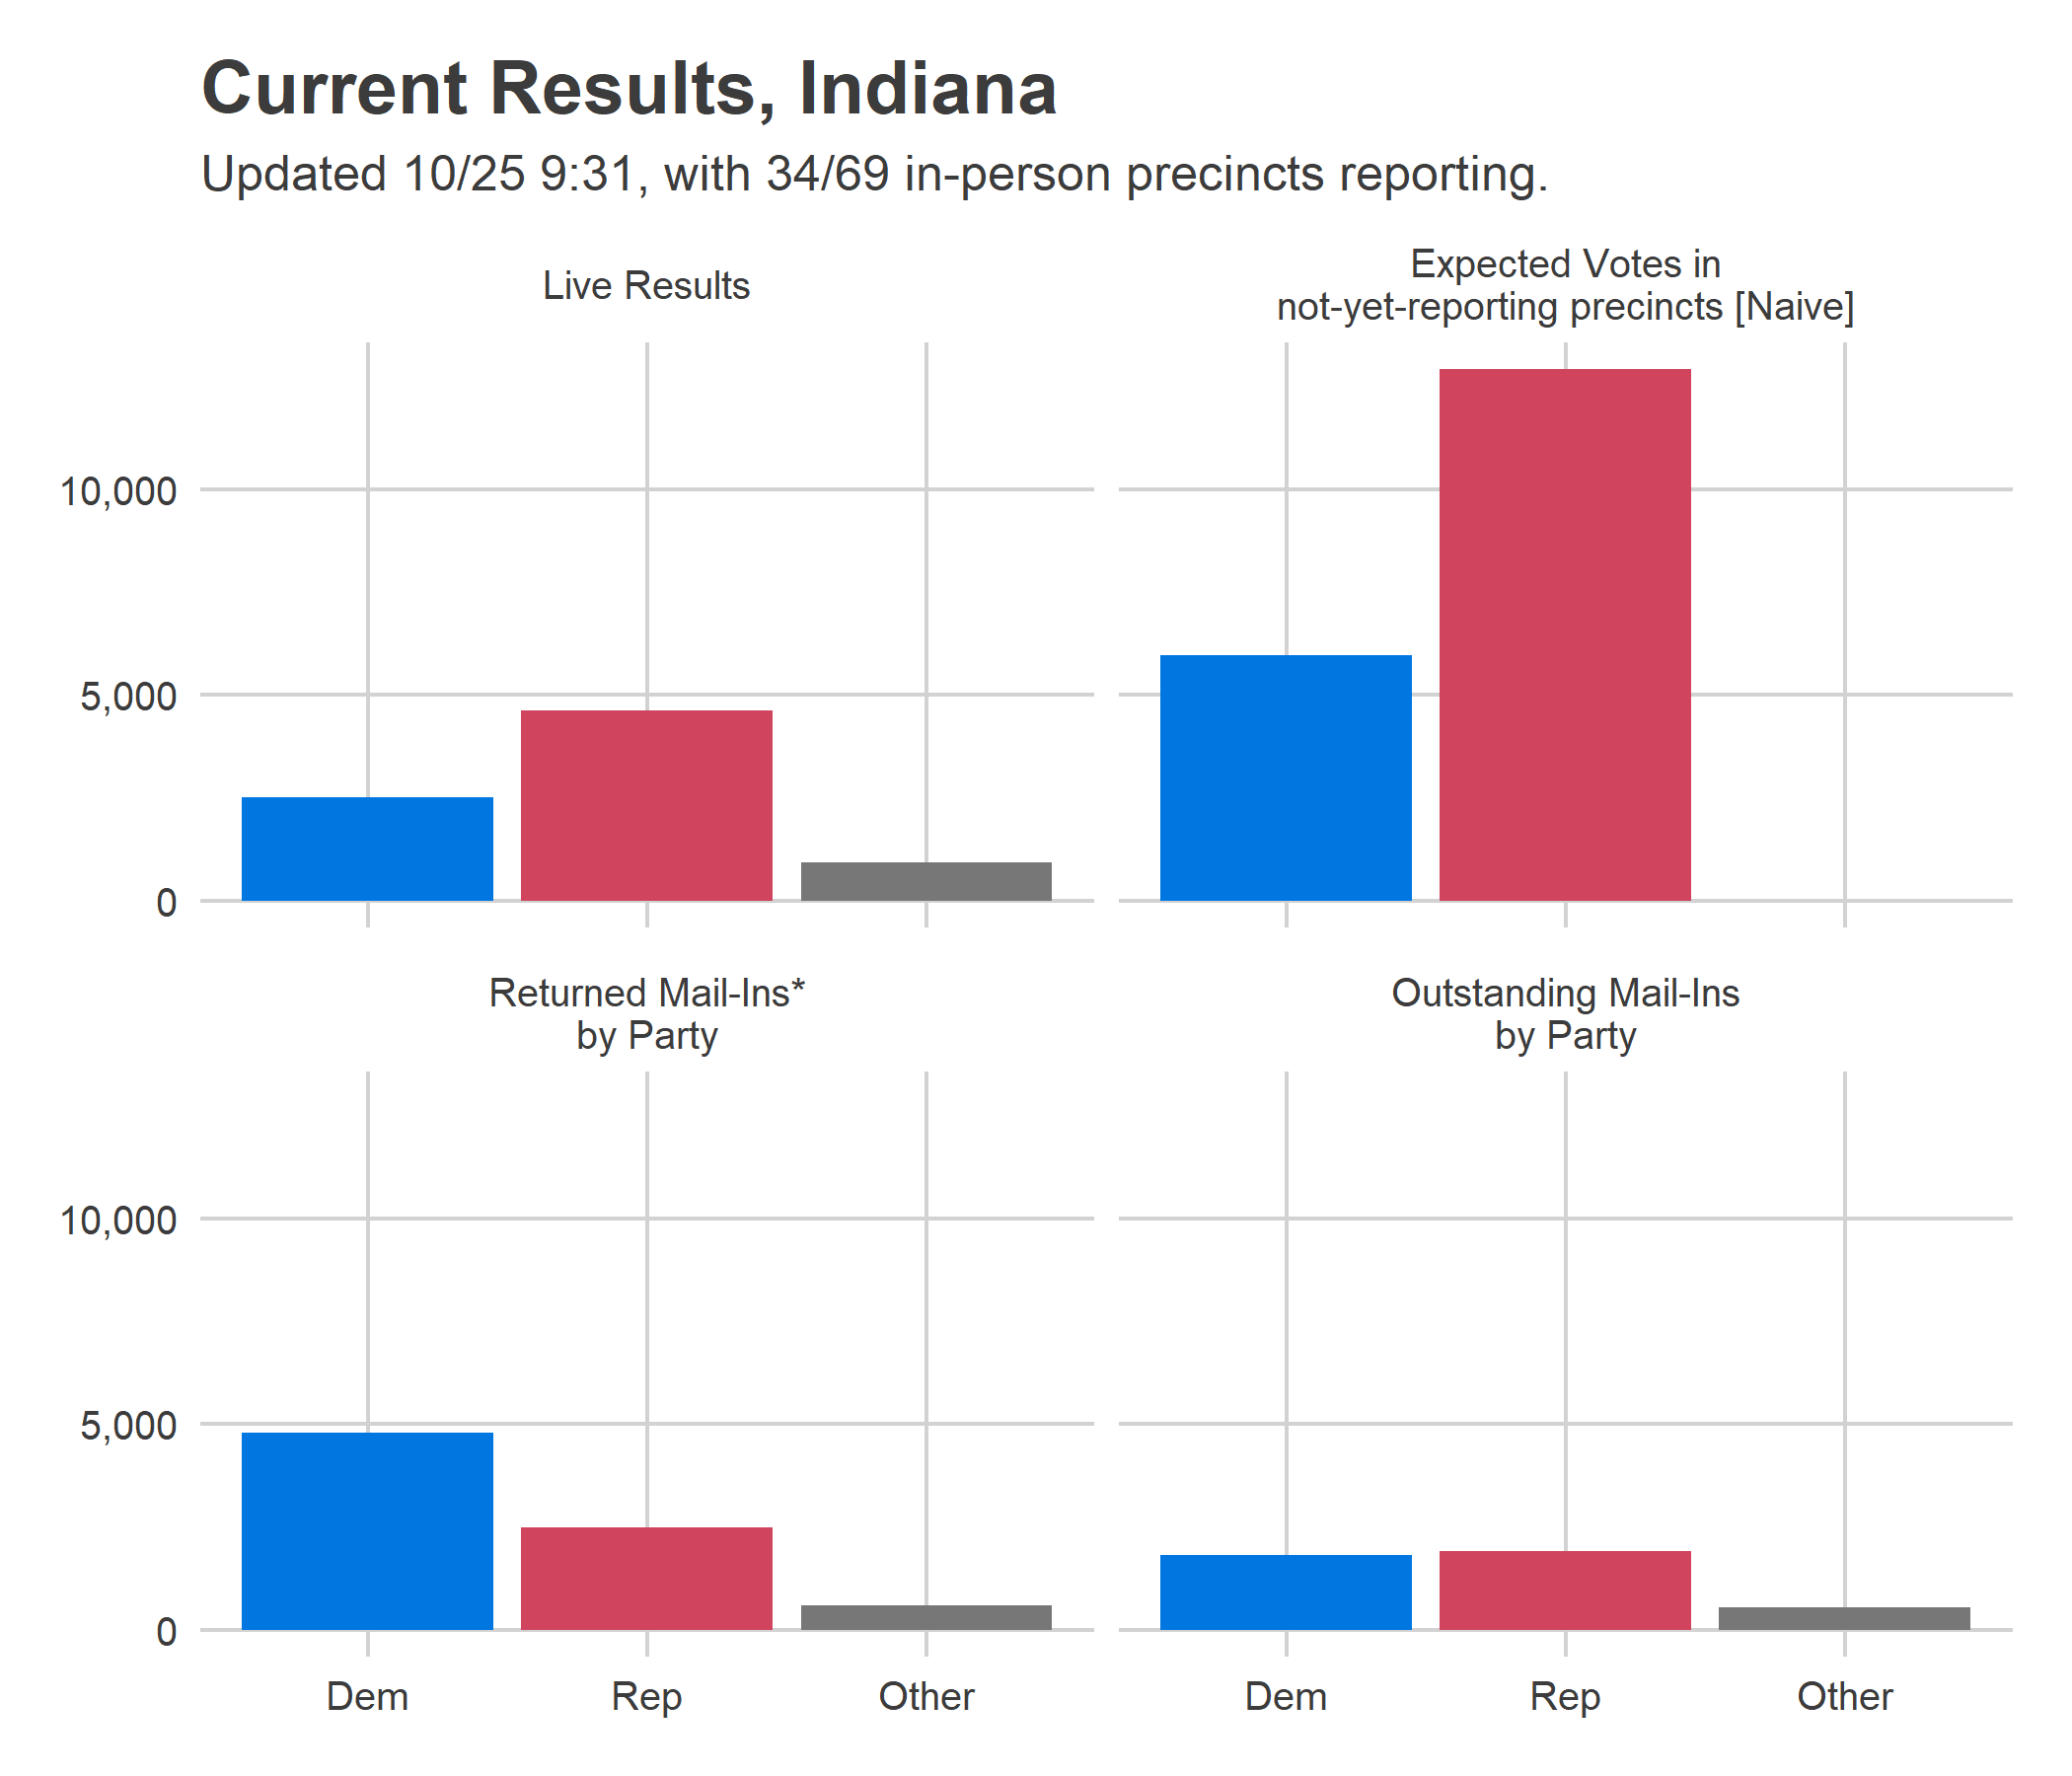 Current Results, Indiana
Updated 10/25 9:31, with 34/69 in-person precincts reporting.
Live Results
Expected Votes in
not-yet-reporting precincts [Naive]
10,000
5,000
0
Returned Mail-Ins*
by Party
Outstanding Mail-Ins
by Party
10,000
5,000
0
Dem Rep Other Dem Rep Other